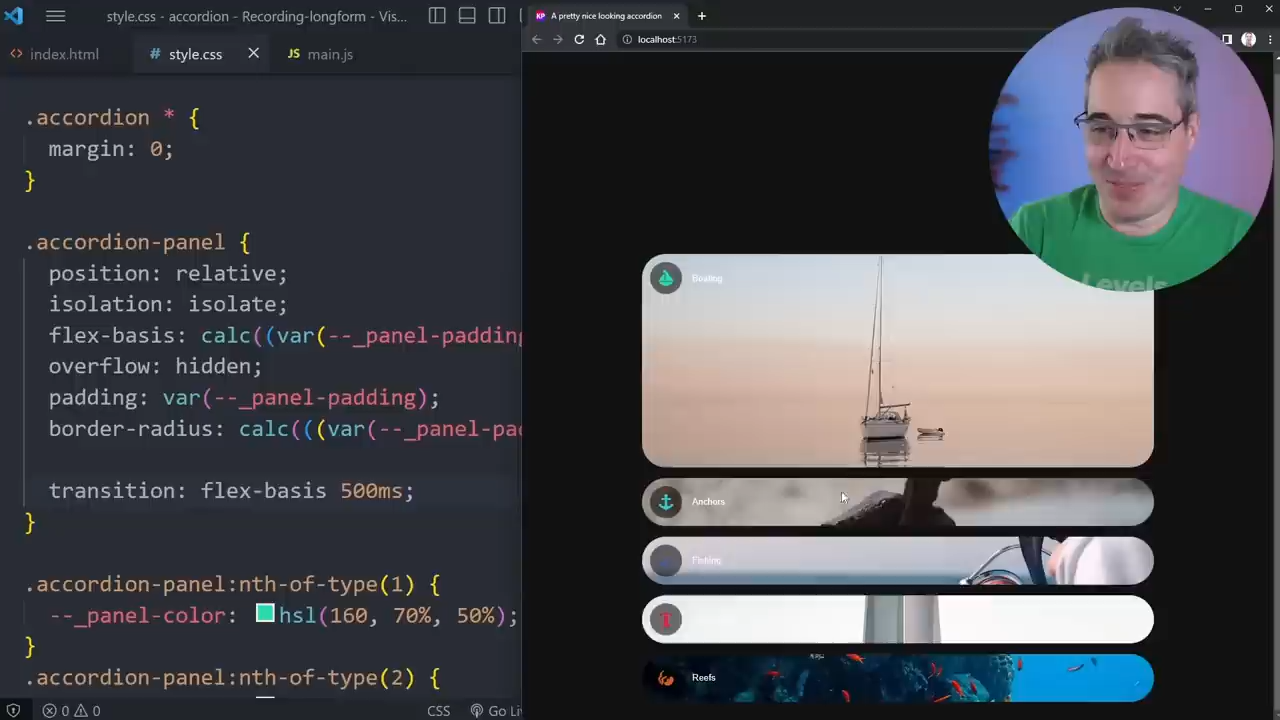 style.css - accordion - Recording-longform - Vis...
<> index.html
# style.css
JS main.js
.accordion * {
margin: 0;
}
.accordion-panel {
position: relative;
isolation: isolate;
flex-basis: calc((var(--_panel-padding
overflow: hidden;
padding: var(--_panel-padding);
border-radius: calc(((var(--_panel-pad
transition: flex-basis 500ms;
}
.accordion-panel:nth-of-type(1) {
--_panel-color: hsl(160, 70%, 50%);
}
.accordion-panel:nth-of-type(2) {
0 0
CSS
Go Liv
KP A pretty nice looking accordion
localhost:5173
Levels
Boating
Anchors
Fishing
Reefs